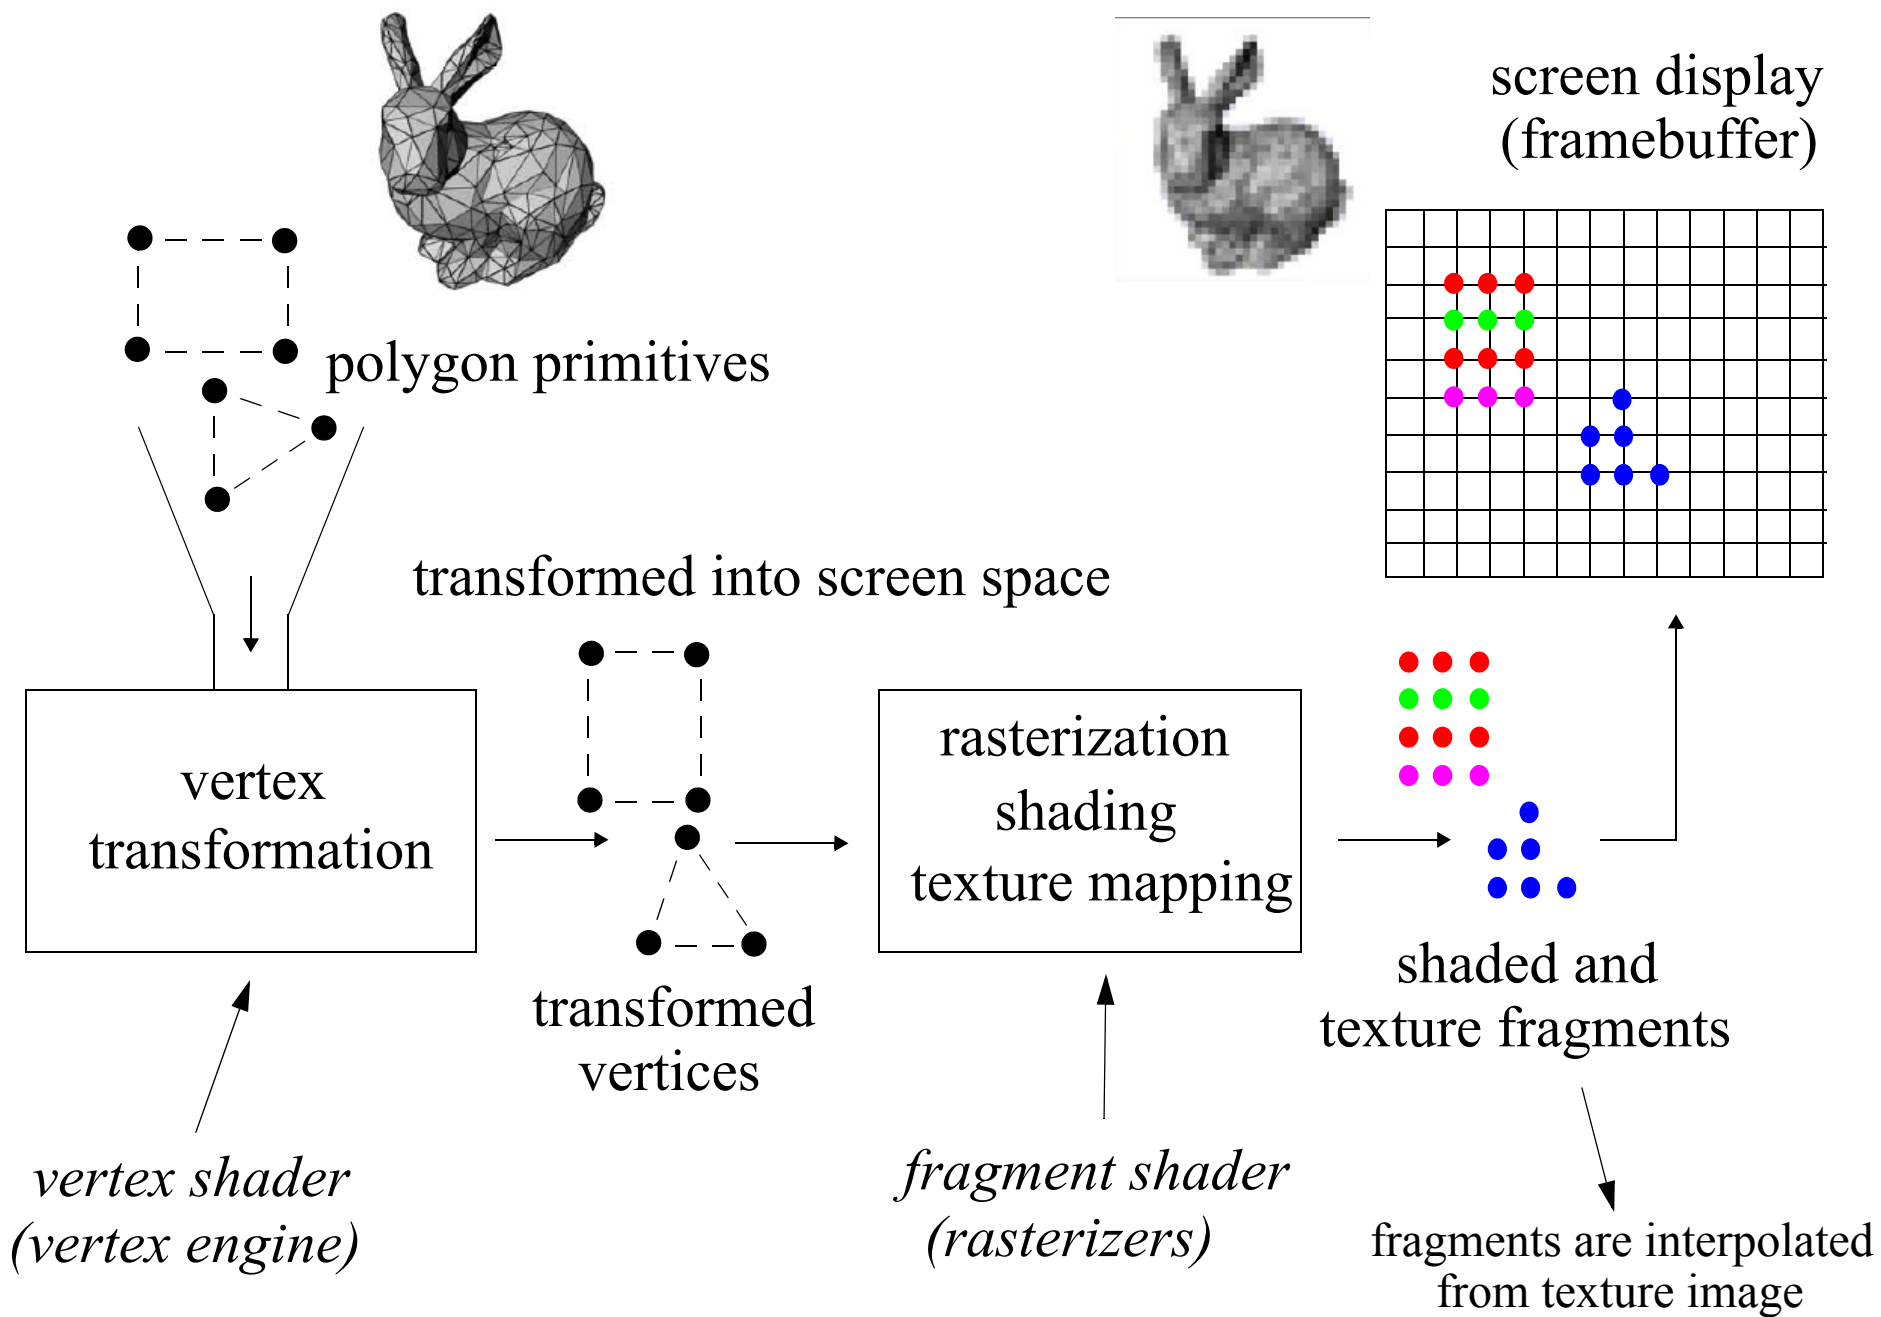 screen display
(framebuffer)
polygon primitives
transformed into screen space
vertex
transformation
rasterization
shading
texture mapping
transformed
vertices
shaded and
texture fragments
vertex shader
(vertex engine)
fragment shader
(rasterizers)
fragments are interpolated
from texture image